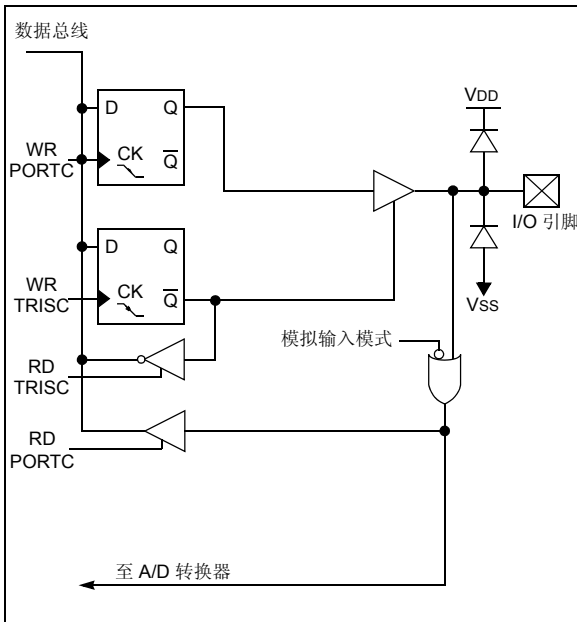 数据总线
D Q
WR
PORTC
CK Q̅
VDD
I/O 引脚
D Q
WR
TRISC
CK Q̅
VSS
模拟输入模式
RD
TRISC
RD
PORTC
至 A/D 转换器